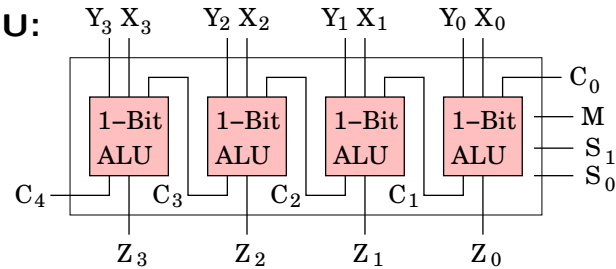 U:
Y3 X3 Y2 X2 Y1 X1 Y0 X0
C0
1–Bit ALU
1–Bit ALU
1–Bit ALU
1–Bit ALU
M
S1
S0
C4 C3 C2 C1
Z3 Z2 Z1 Z0